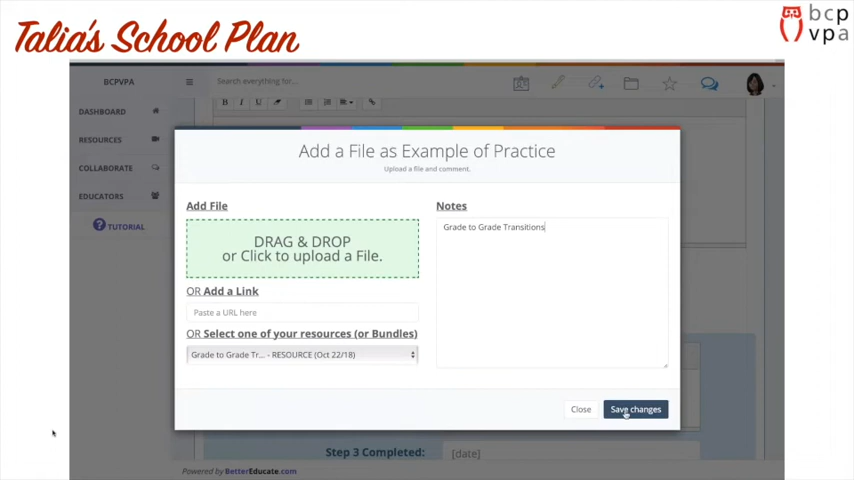 Talia's School Plan
bcp
vpa
BCPVPA
Search everything for...
DASHBOARD
RESOURCES
COLLABORATE
EDUCATORS
? TUTORIAL
B I U
Add a File as Example of Practice
Upload a file and comment.
Add File
DRAG & DROP
or Click to upload a File.
OR Add a Link
Paste a URL here
OR Select one of your resources (or Bundles)
Grade to Grade Tr... - RESOURCE (Oct 22/18)
Notes
Grade to Grade Transitions
Close
Save changes
Step 3 Completed:
[date]
Powered by BetterEducate.com